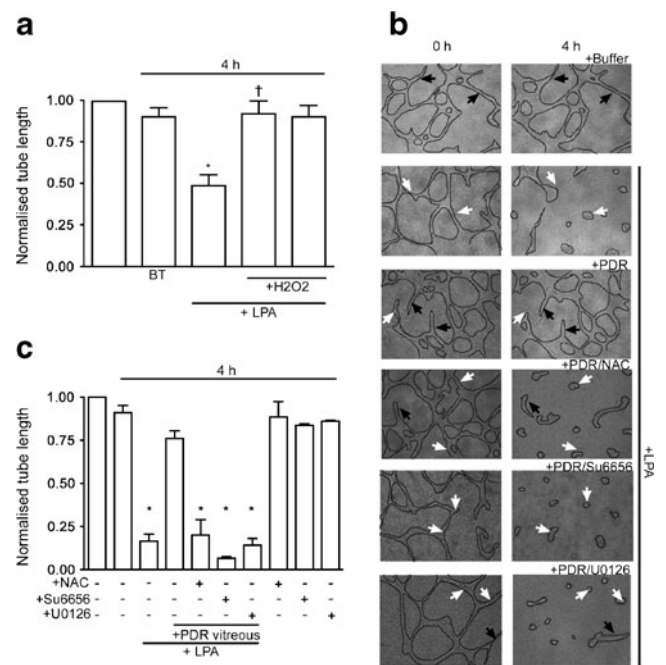 a
4 h
Normalised tube length
1.00
0.75
0.50
0.25
0.00
*
†
BT
+H2O2
+ LPA
b
0 h
4 h
+Buffer
+PDR
+PDR/NAC
+PDR/Su6656
+PDR/U0126
+LPA
c
4 h
Normalised tube length
1.00
0.75
0.50
0.25
0.00
* * * *
+NAC - - - - + - - + - -
+Su6656 - - - - - + - - + -
+U0126 - - - - - - + - - +
+PDR vitreous
+ LPA